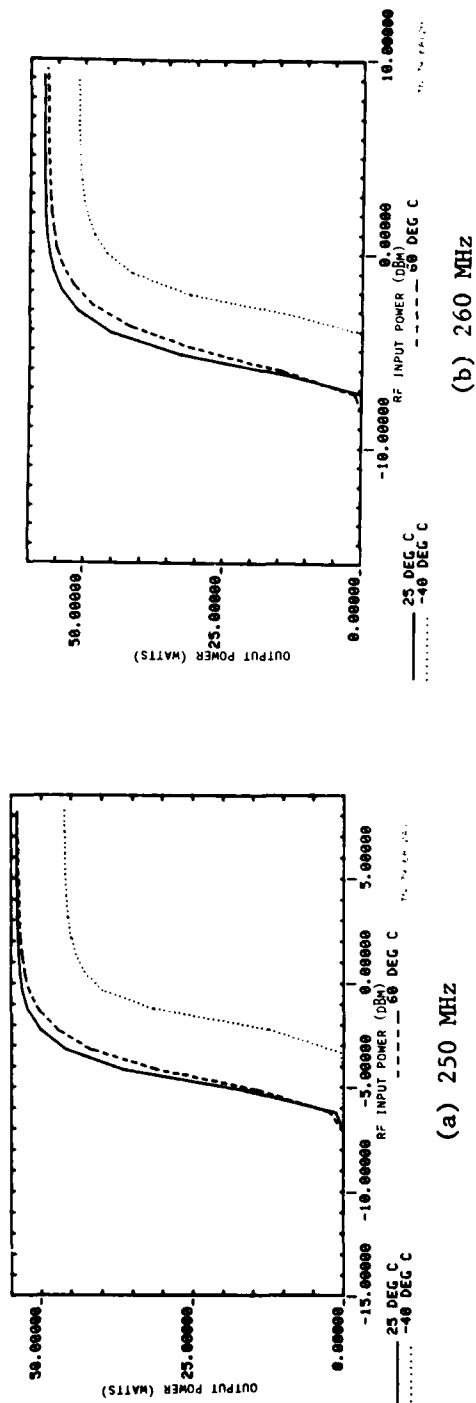 OUTPUT POWER (WATTS)
50.00000
25.00000
0.00000
-15.00000
-10.00000
-5.00000
0.00000
5.00000
RF INPUT POWER (DBM)
25 DEG C
60 DEG C
-40 DEG C
(a) 250 MHz
OUTPUT POWER (WATTS)
50.00000
25.00000
0.00000
-10.00000
0.00000
10.00000
RF INPUT POWER (DBM)
25 DEG C
60 DEG C
-40 DEG C
(b) 260 MHz